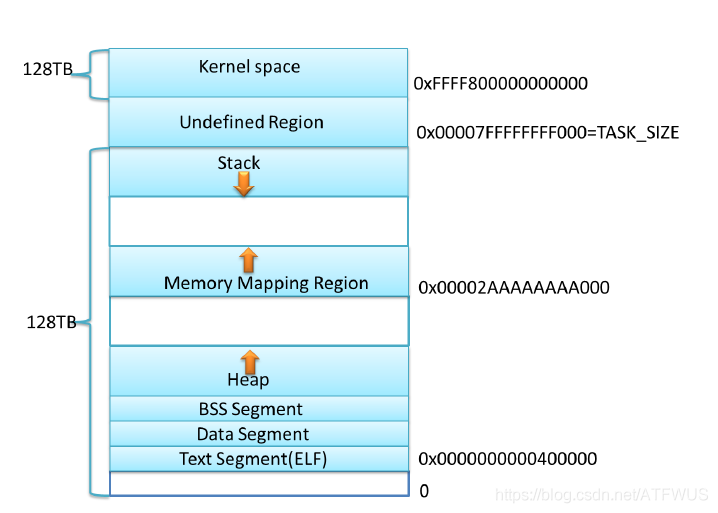 128TB
Kernel space
0xFFFF800000000000
Undefined Region
0x00007FFFFFFFF000=TASK_SIZE
Stack
Memory Mapping Region
0x00002AAAAAAAA000
128TB
Heap
BSS Segment
Data Segment
Text Segment(ELF)
0x0000000000400000
0
https://blog.csdn.net/ATFWUS